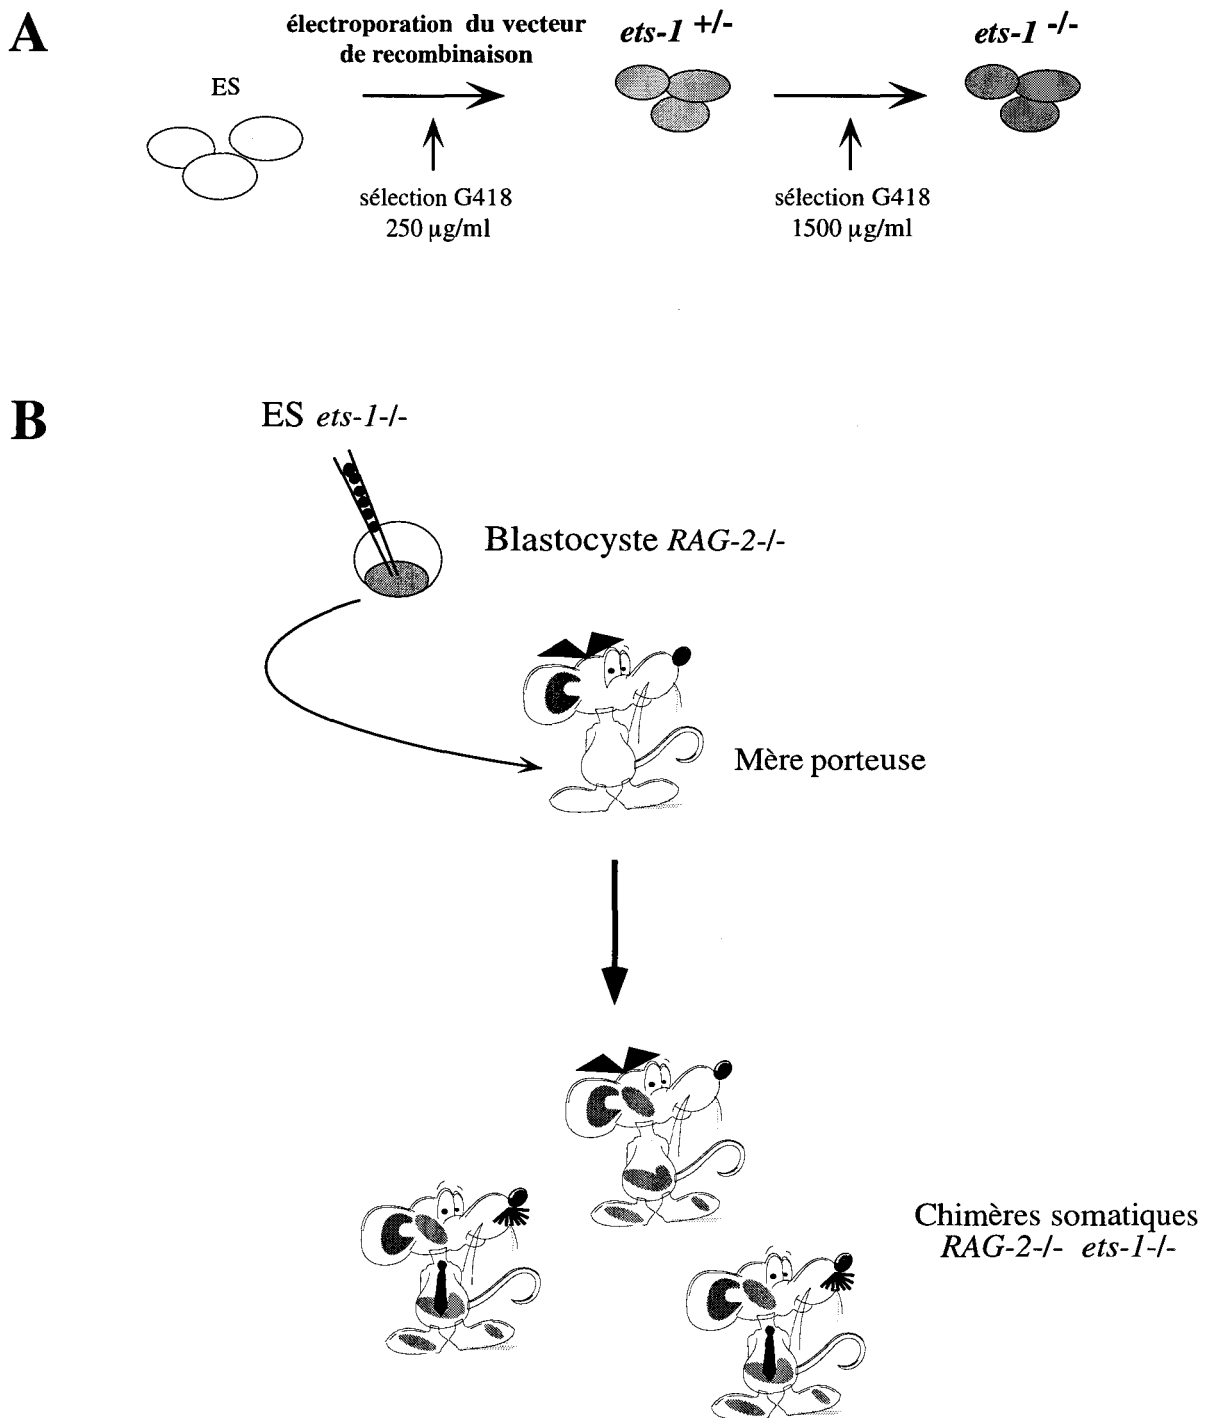 A
électroporation du vecteur
de recombinaison
ES
ets-1 +/-
ets-1 -/-
sélection G418
250 µg/ml
sélection G418
1500 µg/ml
B
ES ets-1-/-
Blastocyste RAG-2-/-
Mère porteuse
Chimères somatiques
RAG-2-/- ets-1-/-